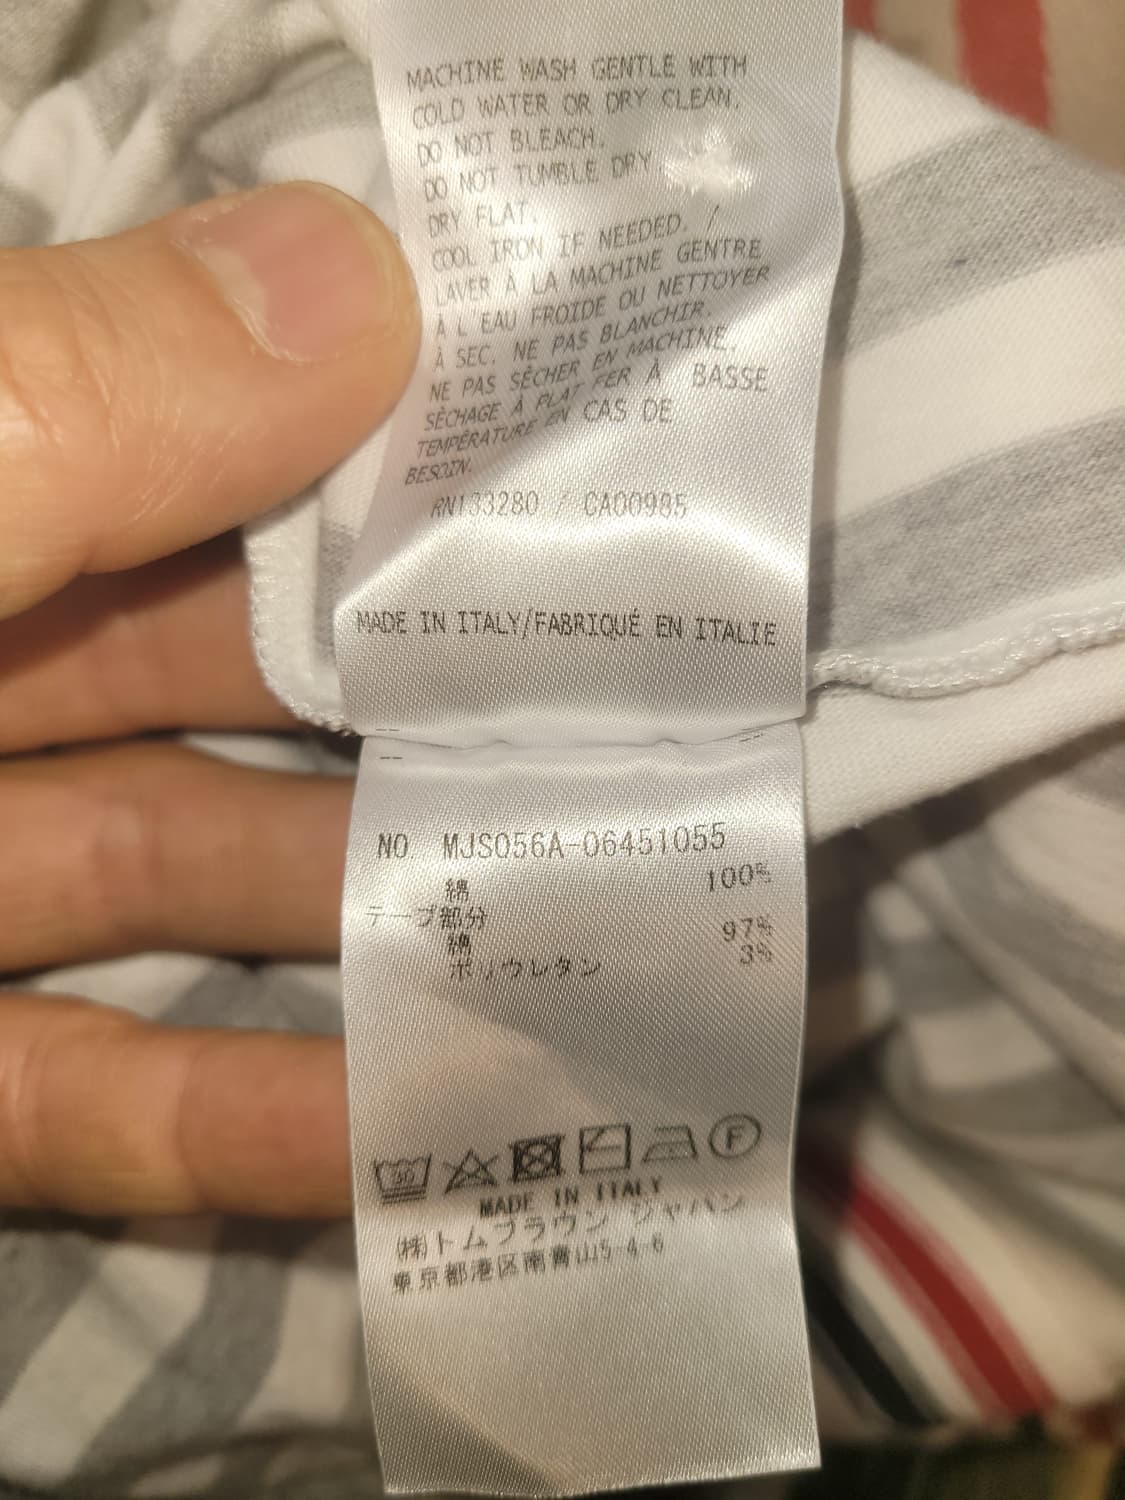 MACHINE WASH GENTLE WITH
COLD WATER OR DRY CLEAN.
DO NOT BLEACH.
DO NOT TUMBLE DRY
DRY FLAT.
COOL IRON IF NEEDED. /
LAVER À LA MACHINE GENTRE
À L'EAU FROIDE OU NETTOYER
À SEC. NE PAS BLANCHIR.
NE PAS SÉCHER EN MACHINE.
SÉCHAGE À PLAT FER À BASSE
TEMPÉRATURE EN CAS DE
BESOIN.
RN133280 / CA00985
MADE IN ITALY/FABRIQUÉ EN ITALIE
NO. MJS056A-06451055
綿 100%
テープ部分
綿 97%
ポリウレタン 3%
30 F
MADE IN ITALY
(株)トムブラウン ジャパン
東京都港区南青山5-4-6